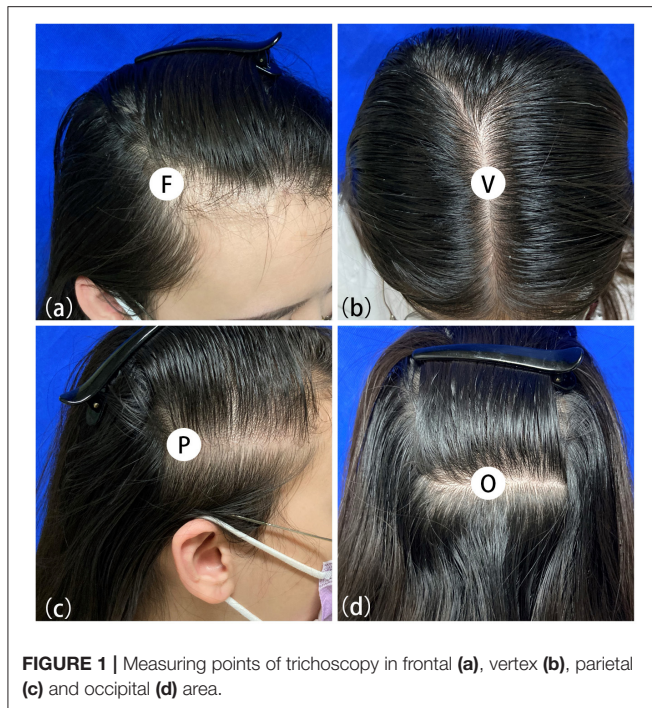 F
V
(a)
(b)
P
O
(c)
(d)
FIGURE 1 | Measuring points of trichoscopy in frontal (a), vertex (b), parietal
(c) and occipital (d) area.